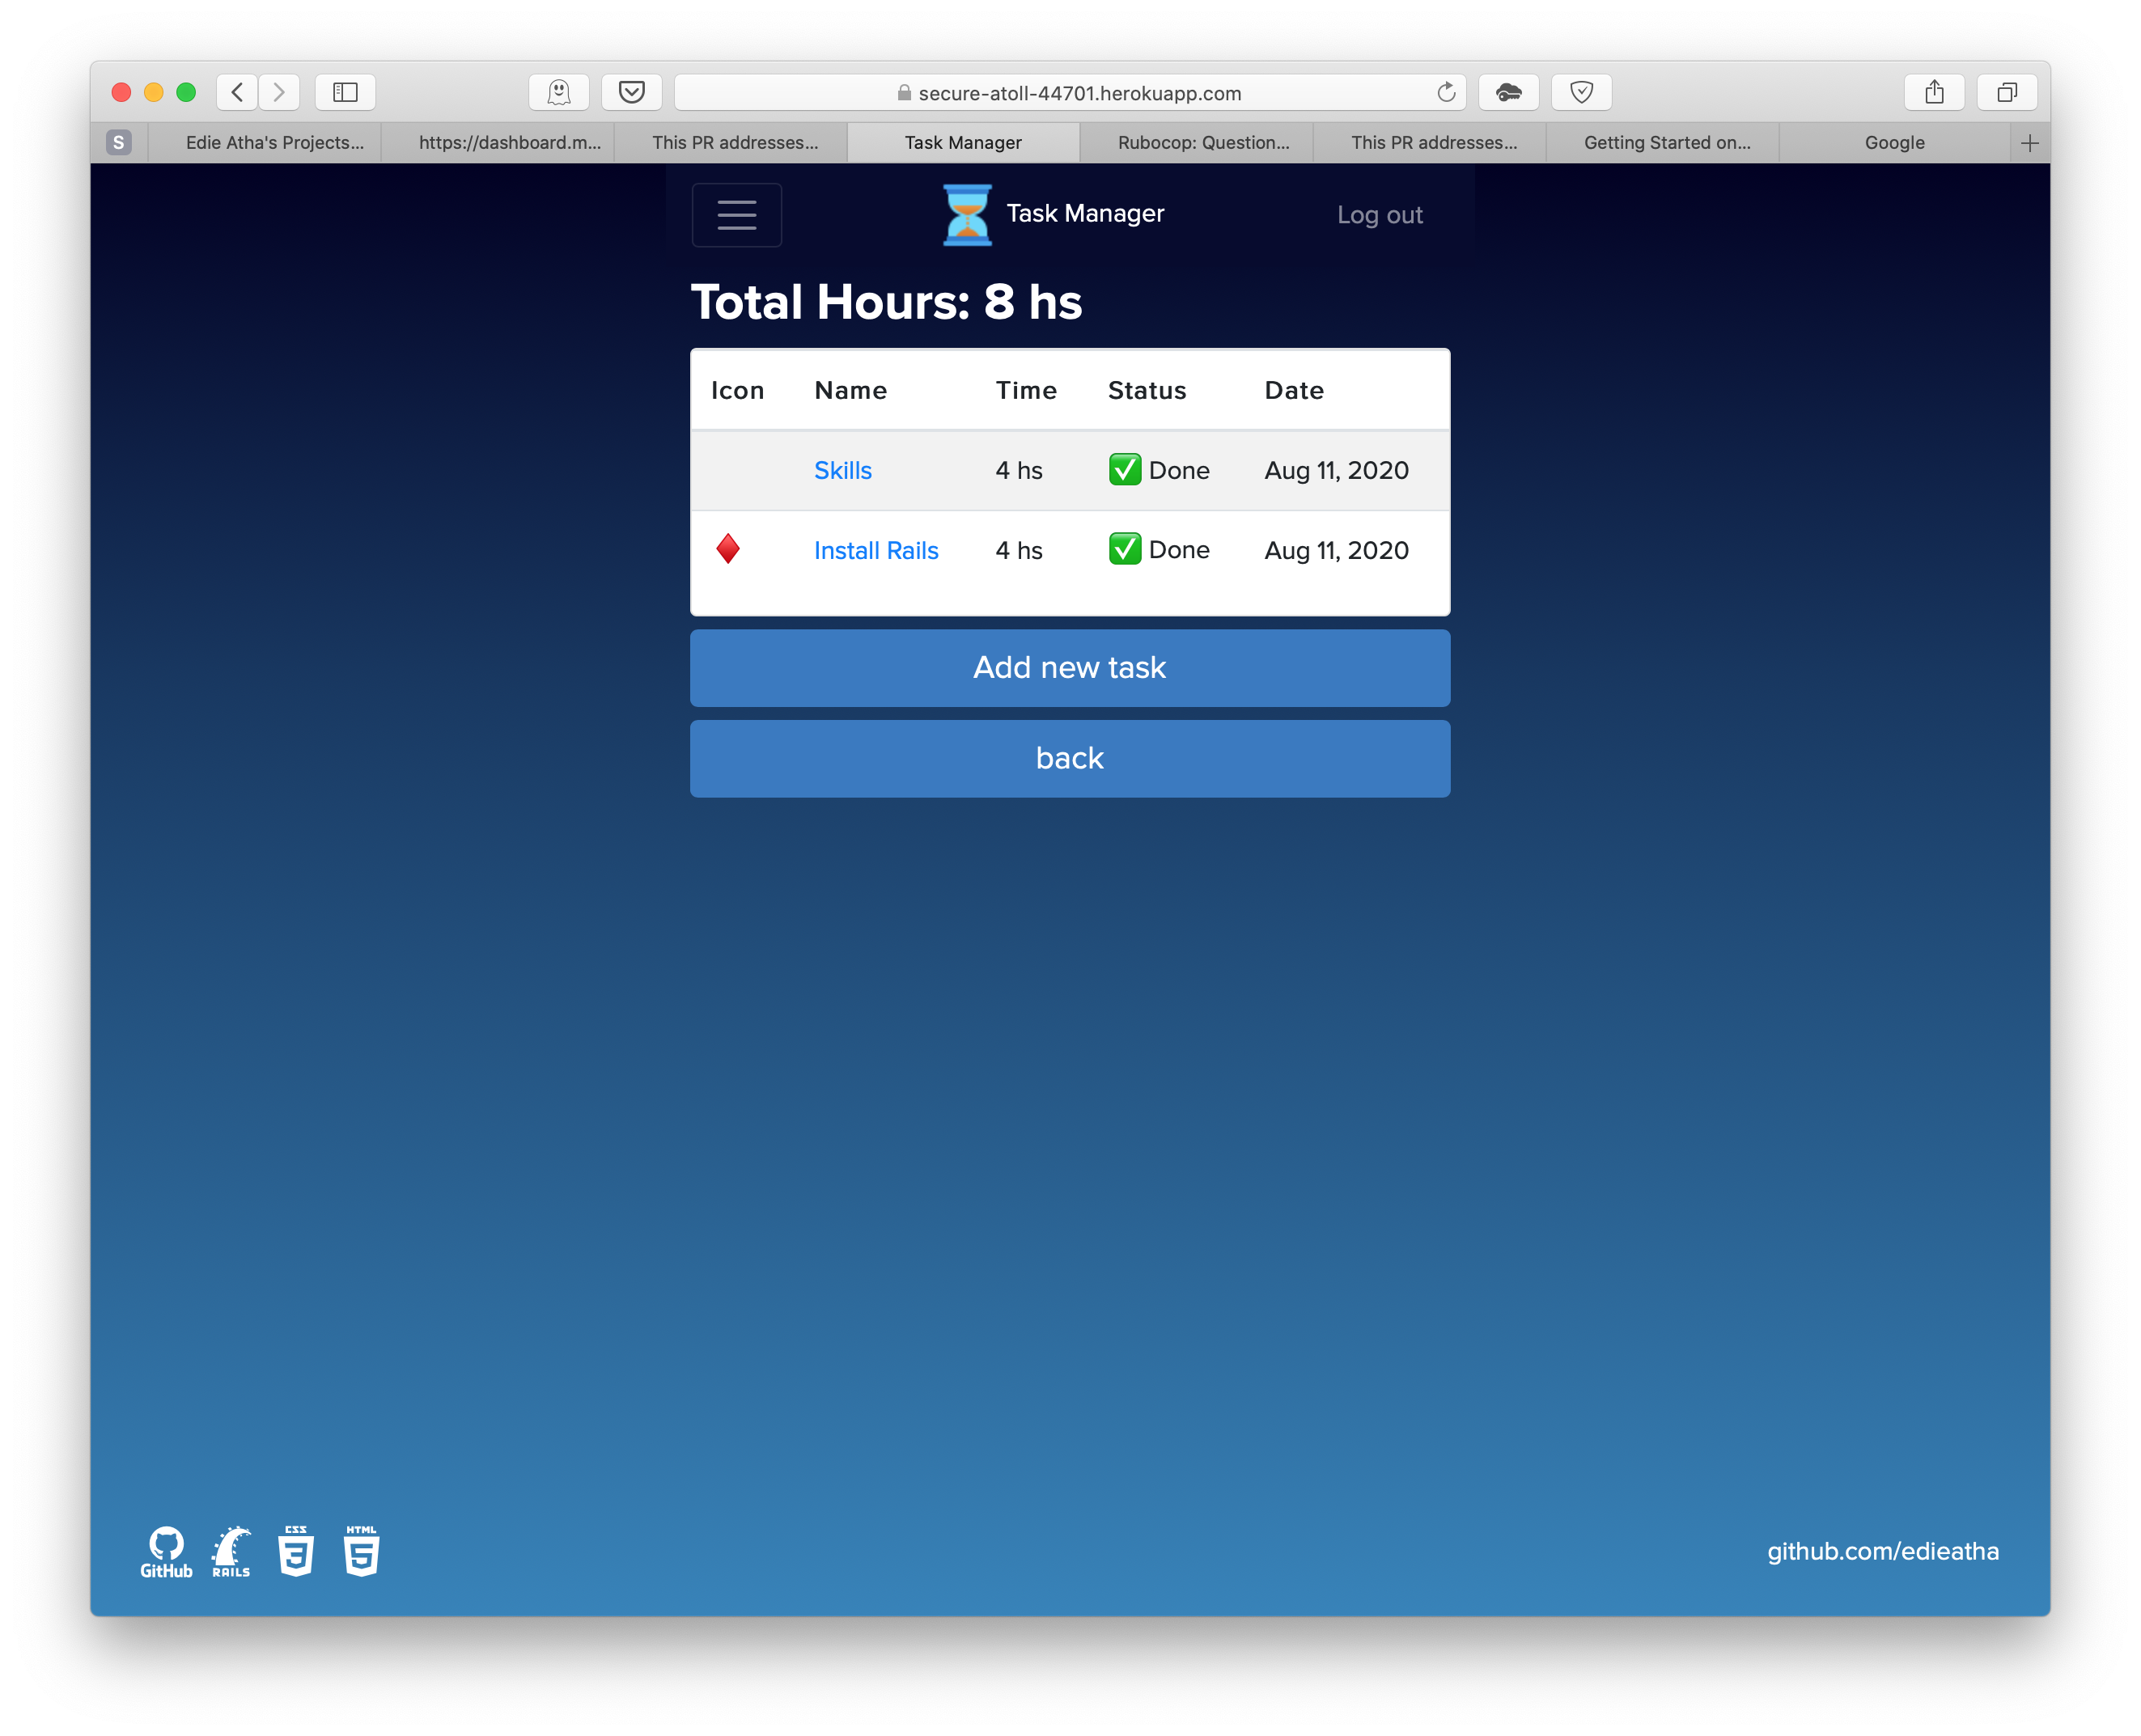 secure-atoll-44701.herokuapp.com
S Edie Atha's Projects... https://dashboard.m... This PR addresses... Task Manager Rubocop: Question... This PR addresses... Getting Started on... Google
Task Manager Log out
Total Hours: 8 hs
Icon Name Time Status Date
Skills 4 hs ✅ Done Aug 11, 2020
♦ Install Rails 4 hs ✅ Done Aug 11, 2020
Add new task
back
GitHub RAILS CSS 3 HTML 5
github.com/edieatha